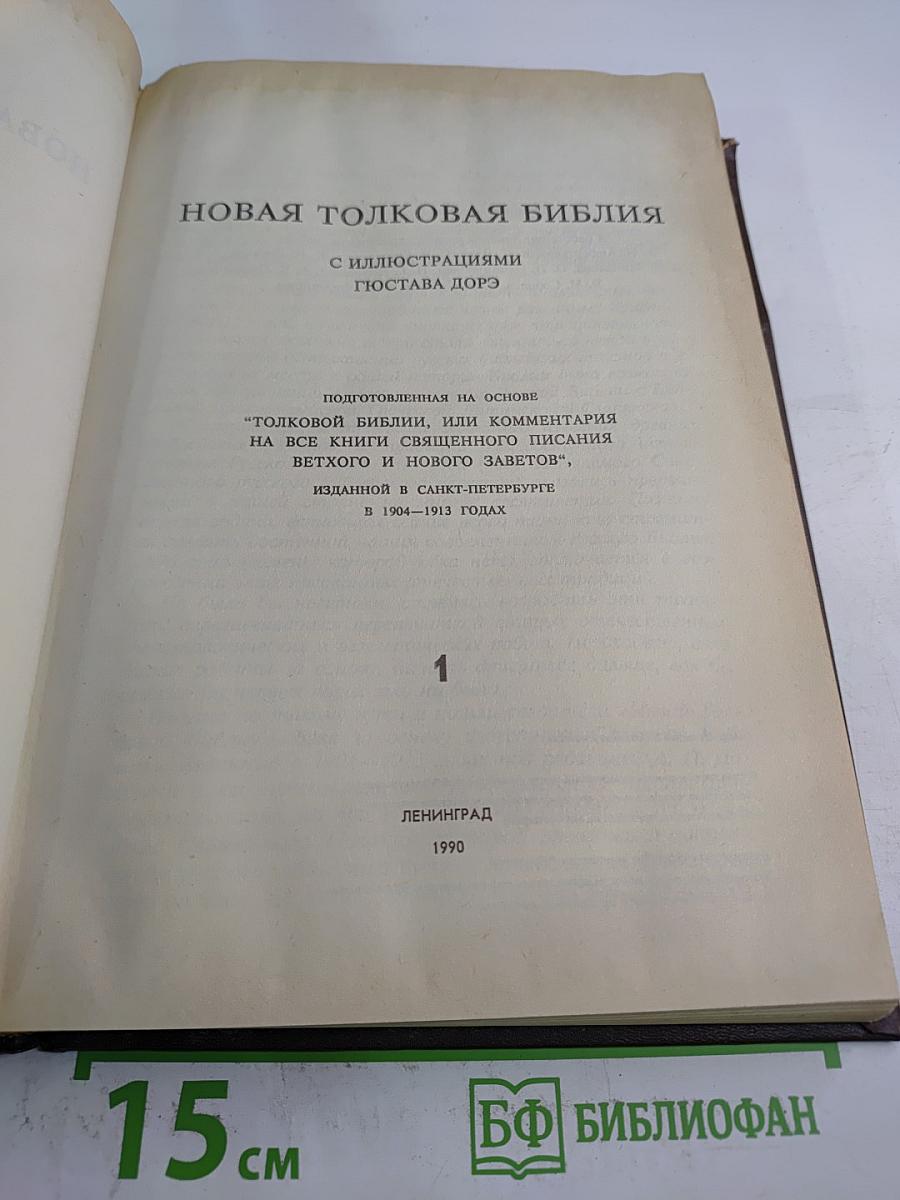 НОВАЯ ТОЛКОВАЯ БИБЛИЯ
С ИЛЛЮСТРАЦИЯМИ
ГЮСТАВА ДОРЭ
ПОДГОТОВЛЕННАЯ НА ОСНОВЕ
“ТОЛКОВОЙ БИБЛИИ, ИЛИ КОММЕНТАРИЯ
НА ВСЕ КНИГИ СВЯЩЕННОГО ПИСАНИЯ
ВЕТХОГО И НОВОГО ЗАВЕТОВ“,
ИЗДАННОЙ В САНКТ-ПЕТЕРБУРГЕ
В 1904—1913 ГОДАХ
1
ЛЕНИНГРАД
1990
15 см
БФ БИБЛИОФАН